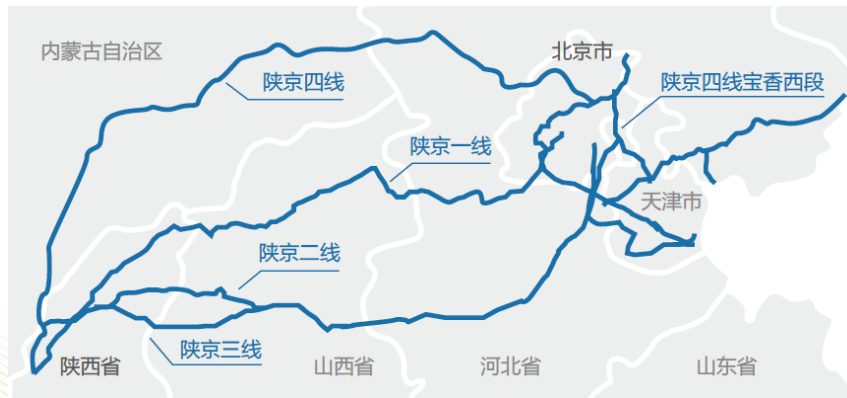 内蒙古自治区
北京市
陕京四线
陕京四线宝香西段
陕京一线
天津市
陕京二线
陕京三线
陕西省
山西省
河北省
山东省